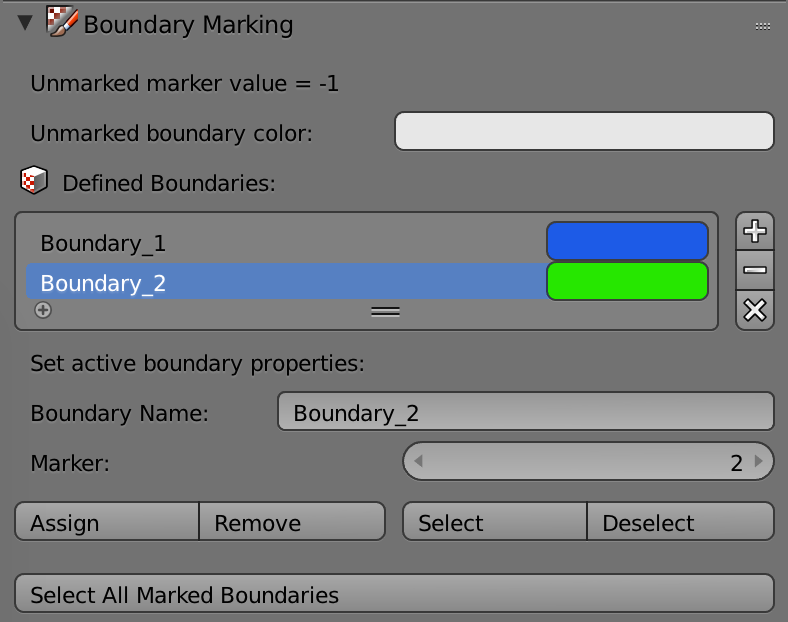 Boundary Marking
Unmarked marker value = -1
Unmarked boundary color:
Defined Boundaries:
Boundary_1
Boundary_2
Set active boundary properties:
Boundary Name: Boundary_2
Marker: 2
Assign Remove Select Deselect
Select All Marked Boundaries